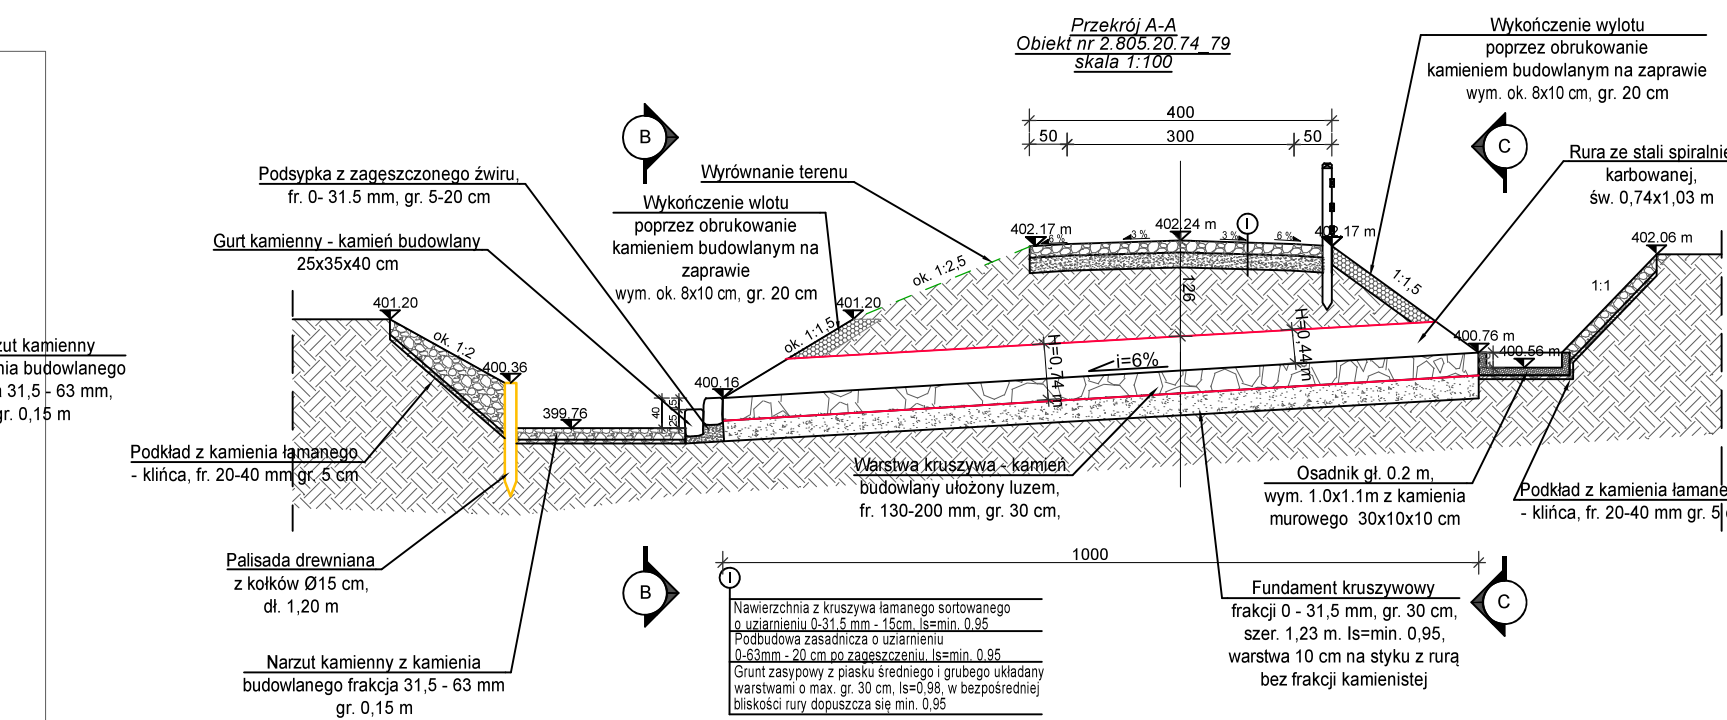 Przekrój A-A
Obiekt nr 2.805.20.74_79
skala 1:100
Wykończenie wylotu
poprzez obrukowanie
kamieniem budowlanym na zaprawie
wym. ok. 8x10 cm, gr. 20 cm
400
50
300
50
B
C
Rura ze stali spiralnie
karbowanej,
św. 0,74x1,03 m
Podsypka z zagęszczonego żwiru,
fr. 0- 31.5 mm, gr. 5-20 cm
Wyrównanie terenu
Wykończenie wlotu
poprzez obrukowanie
kamieniem budowlanym na
zaprawie
wym. ok. 8x10 cm, gr. 20 cm
Gurt kamienny - kamień budowlany
25x35x40 cm
402.17 m
6 %
3 %
402.24 m
3 %
I
6 %
402.17 m
402.06 m
ok. 1:2,5
126
1:1,5
1:1
401.20
401.20
ok. 1:2
ok. 1:1,5
H=0,44m
H=0,74 m
i=6%
400.76 m
400.56 m
400.36
400.16
399.76
40
zut kamienny
nia budowlanego
a 31,5 - 63 mm,
gr. 0,15 m
Podkład z kamienia łamanego
- klińca, fr. 20-40 mm gr. 5 cm
Warstwa kruszywa - kamień
budowlany ułożony luzem,
fr. 130-200 mm, gr. 30 cm,
Osadnik gł. 0.2 m,
wym. 1.0x1.1m z kamienia
murowego 30x10x10 cm
Podkład z kamienia łamane
- klińca, fr. 20-40 mm gr. 5
Palisada drewniana
z kołków Ø15 cm,
dł. 1,20 m
1000
B
C
I
Nawierzchnia z kruszywa łamanego sortowanego
o uziarnieniu 0-31,5 mm - 15cm, Is=min. 0,95
Podbudowa zasadnicza o uziarnieniu
0-63mm - 20 cm po zagęszczeniu, Is=min. 0,95
Grunt zasypowy z piasku średniego i grubego układany
warstwami o max. gr. 30 cm, Is=0,98, w bezpośredniej
bliskości rury dopuszcza się min. 0,95
Fundament kruszywowy
frakcji 0 - 31,5 mm, gr. 30 cm,
szer. 1,23 m. Is=min. 0,95,
warstwa 10 cm na styku z rurą
bez frakcji kamienistej
Narzut kamienny z kamienia
budowlanego frakcja 31,5 - 63 mm
gr. 0,15 m